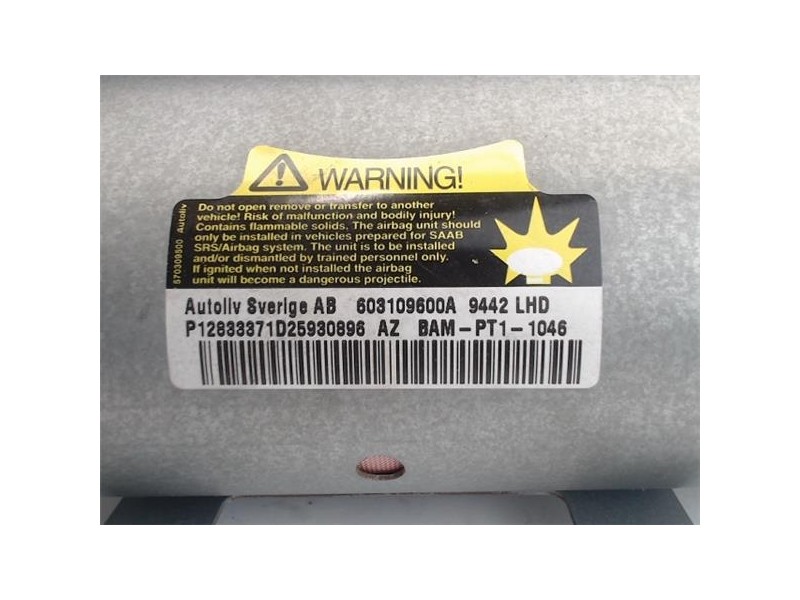 WARNING!
Do not open remove or transfer to another
vehicle! Risk of malfunction and bodily injury!
Contains flammable solids. The airbag unit should
only be installed in vehicles prepared for SAAB
SRS/Airbag system. The unit is to be installed
and/or dismantled by trained personnel only.
If ignited when not installed the airbag
unit will become a dangerous projectile.
570309500 Autoliv
Autoliv Sverige AB 603109600A 9442 LHD
P12833371D25930896 AZ BAM-PT1-1046